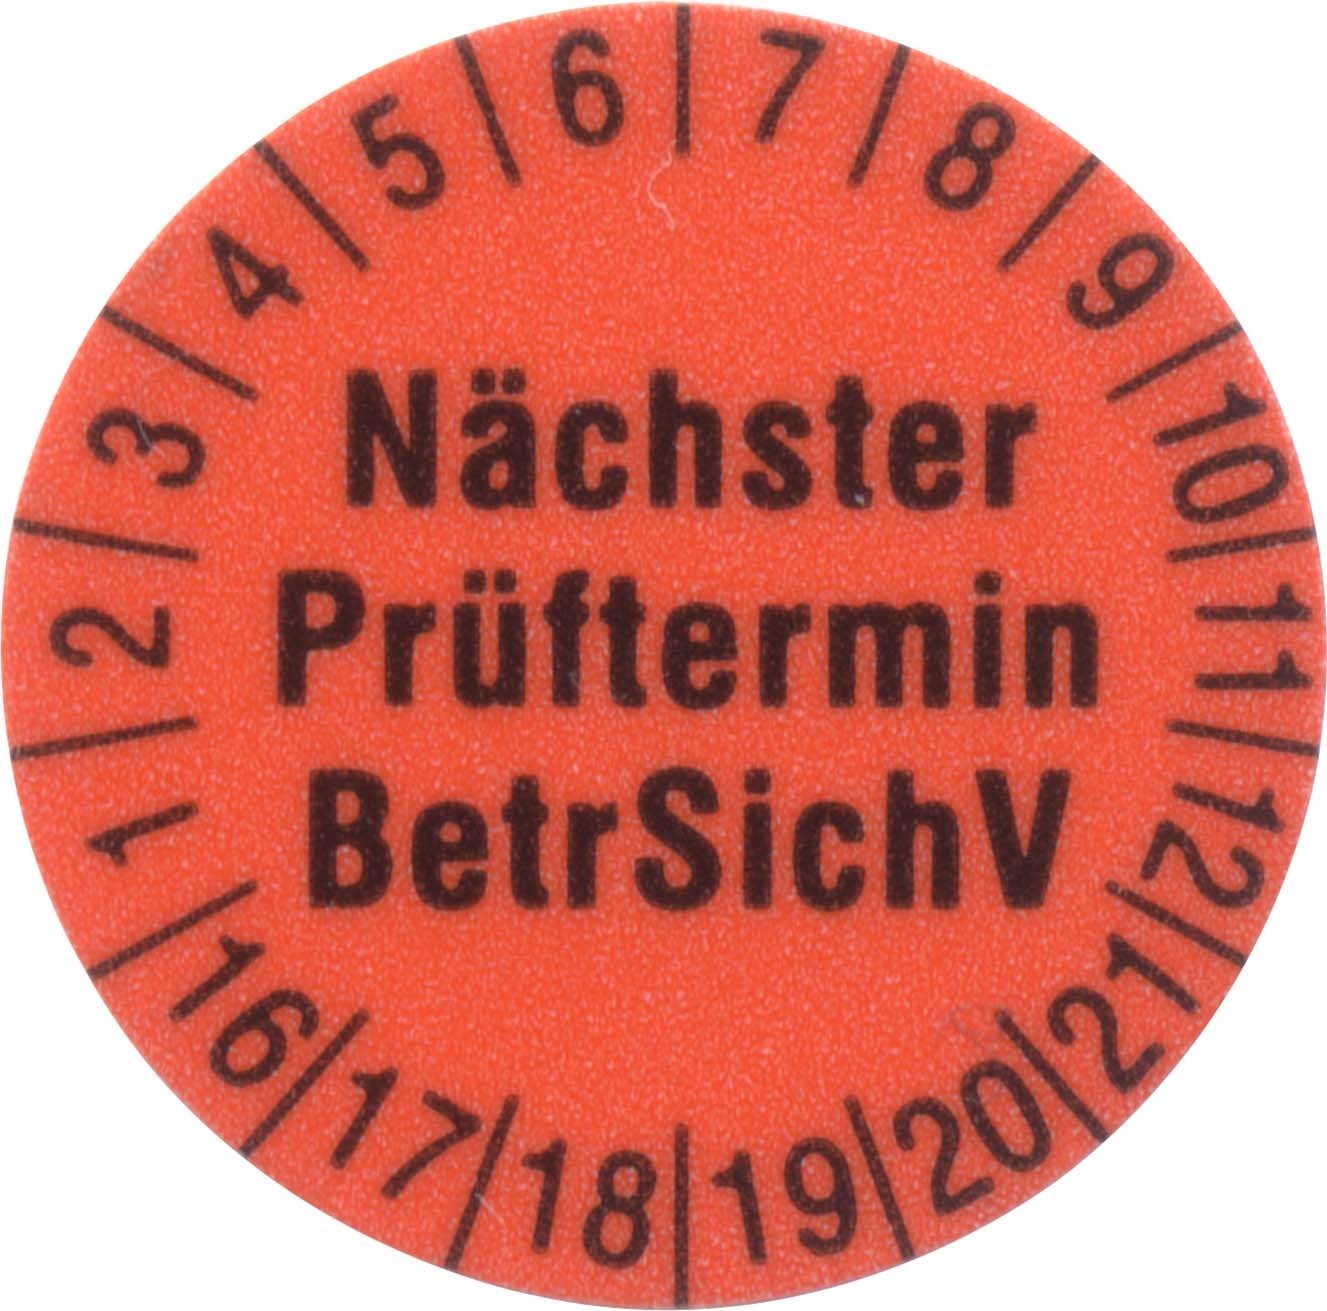 1 2 3 4 5 6 7 8 9 10 11 12
Nächster
Prüftermin
BetrSichV
16 17 18 19 20 21